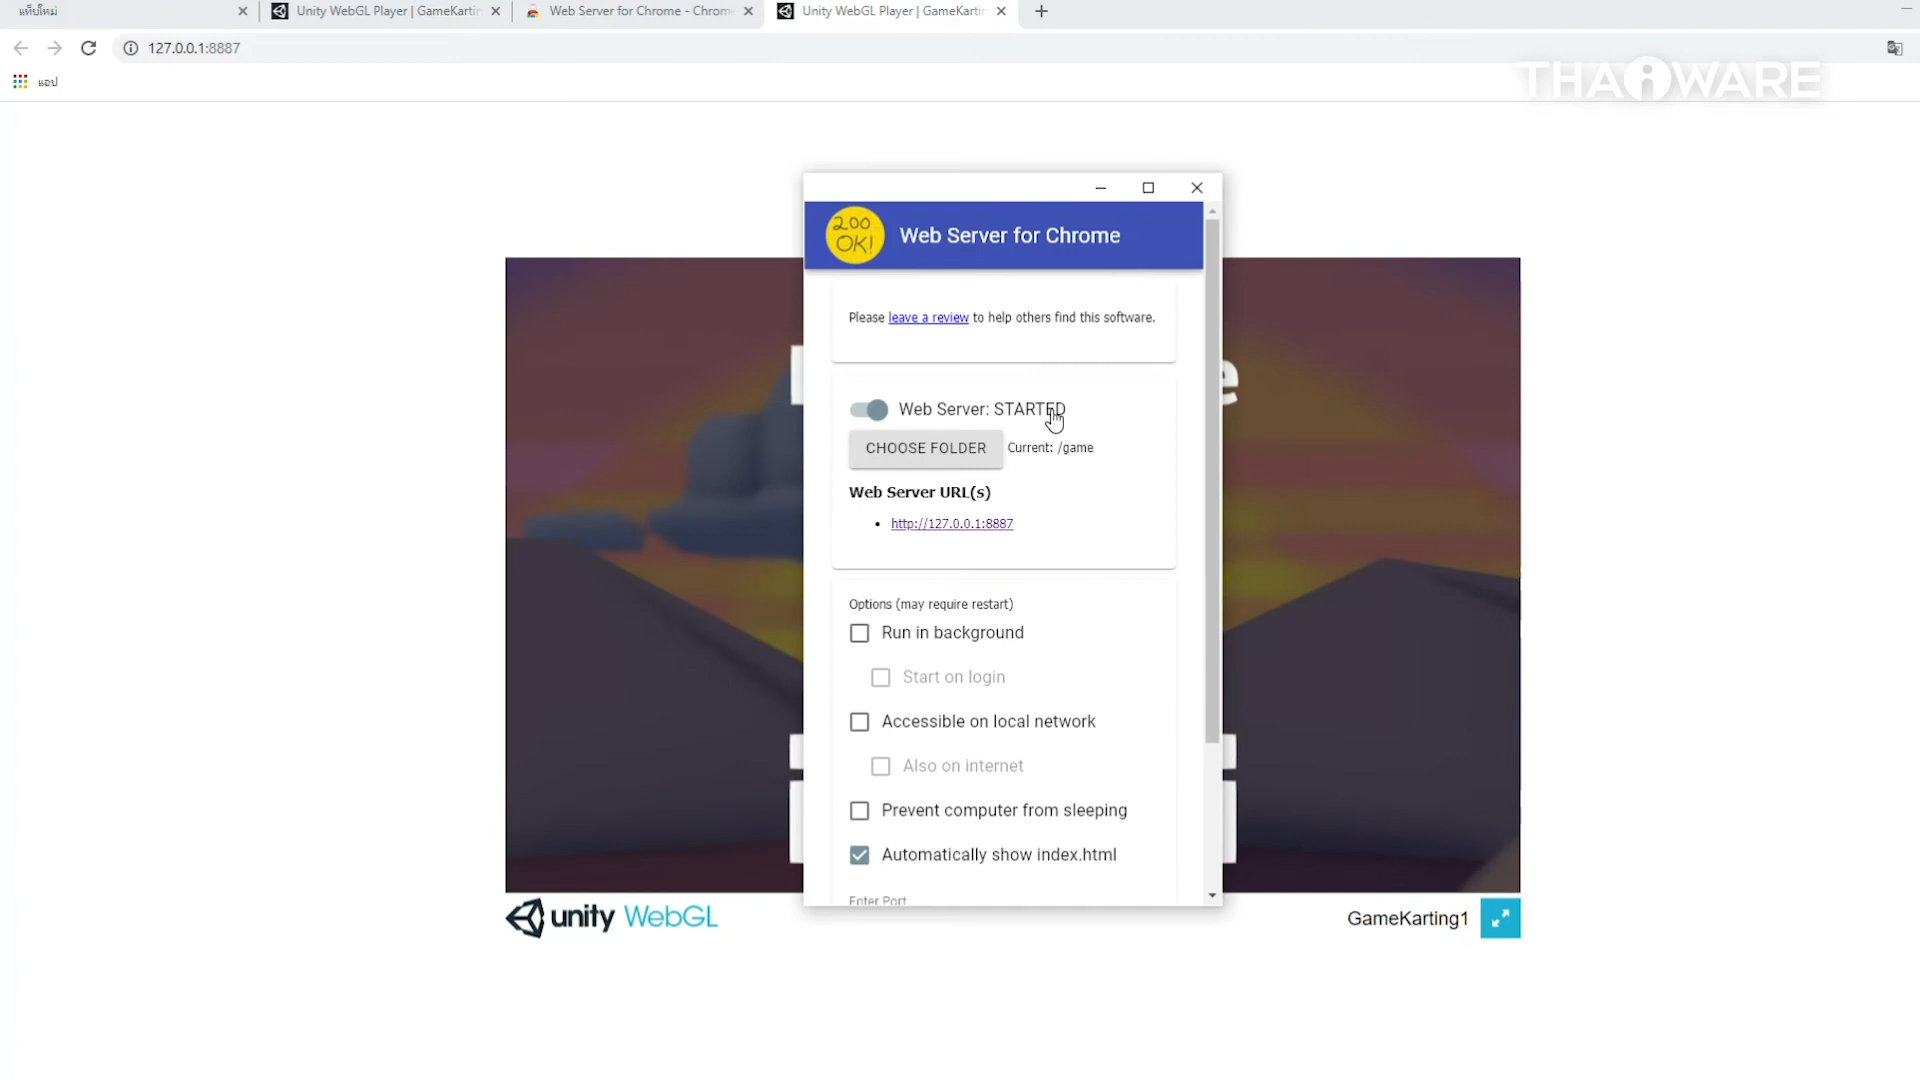 แท็บใหม่
Unity WebGL Player | GameKartin
Web Server for Chrome - Chrome
Unity WebGL Player | GameKartin
127.0.0.1:8887
แอป
THAiWARE
200 OK!
Web Server for Chrome
Please leave a review to help others find this software.
Web Server: STARTED
CHOOSE FOLDER Current: /game
Web Server URL(s)
• http://127.0.0.1:8887
Options (may require restart)
Run in background
Start on login
Accessible on local network
Also on internet
Prevent computer from sleeping
Automatically show index.html
Enter Port
unity WebGL
GameKarting1